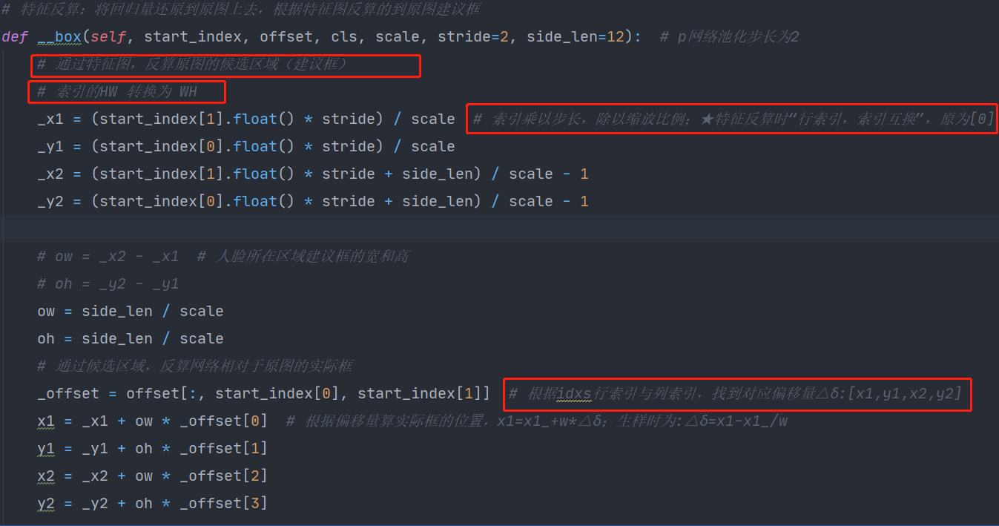 # 特征反算：将回归量还原到原图上去，根据特征图反算的到原图建议框
def __box(self, start_index, offset, cls, scale, stride=2, side_len=12):  # p网络池化步长为2
# 通过特征图，反算原图的候选区域（建议框）
# 索引的HW 转换为 WH
_x1 = (start_index[1].float() * stride) / scale  # 索引乘以步长，除以缩放比例；★特征反算时“行索引，索引互换”，原为[0]
_y1 = (start_index[0].float() * stride) / scale
_x2 = (start_index[1].float() * stride + side_len) / scale - 1
_y2 = (start_index[0].float() * stride + side_len) / scale - 1
# ow = _x2 - _x1  # 人脸所在区域建议框的宽和高
# oh = _y2 - _y1
ow = side_len / scale
oh = side_len / scale
# 通过候选区域，反算网络相对于原图的实际框
_offset = offset[:, start_index[0], start_index[1]]  # 根据idxs行索引与列索引，找到对应偏移量△δ:[x1,y1,x2,y2]
x1 = _x1 + ow * _offset[0]  # 根据偏移量算实际框的位置，x1=x1_+w*△δ；生样时为:△δ=x1-x1_/w
y1 = _y1 + oh * _offset[1]
x2 = _x2 + ow * _offset[2]
y2 = _y2 + oh * _offset[3]